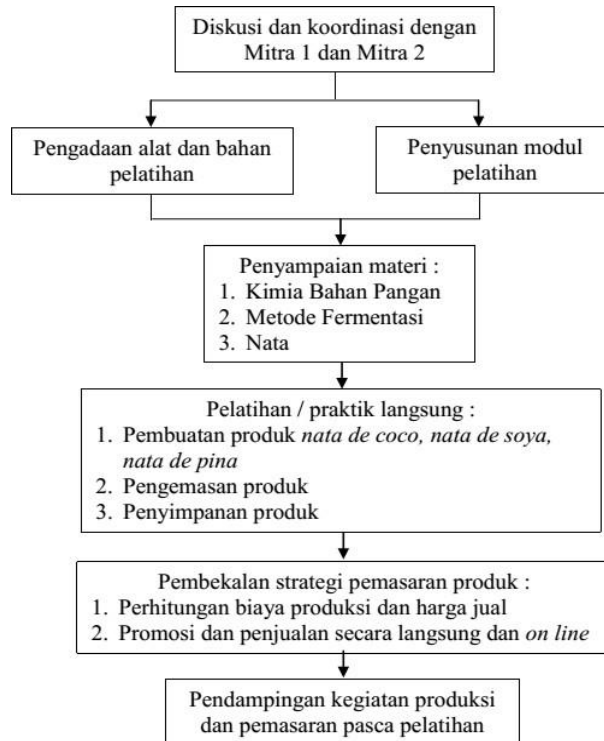 Diskusi dan koordinasi dengan
Mitra 1 dan Mitra 2
Pengadaan alat dan bahan
pelatihan
Penyusunan modul
pelatihan
Penyampaian materi :
1. Kimia Bahan Pangan
2. Metode Fermentasi
3. Nata
Pelatihan / praktik langsung :
1. Pembuatan produk nata de coco, nata de soya,
nata de pina
2. Pengemasan produk
3. Penyimpanan produk
Pembekalan strategi pemasaran produk :
1. Perhitungan biaya produksi dan harga jual
2. Promosi dan penjualan secara langsung dan on line
Pendampingan kegiatan produksi
dan pemasaran pasca pelatihan